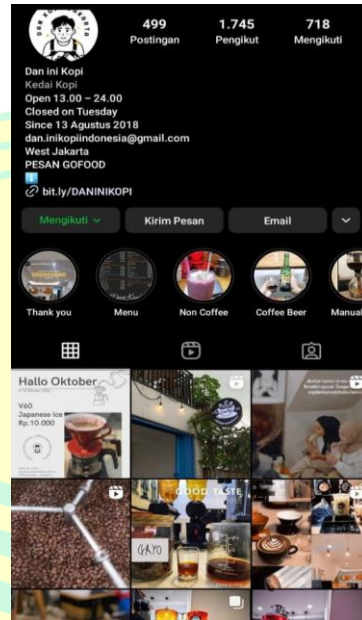 499 1.745 718
Postingan Pengikut Mengikuti
Dan ini Kopi
Kedai Kopi
Open 13.00 – 24.00
Closed on Tuesday
Since 13 Agustus 2018
dan.inikopiindonesia@gmail.com
West Jakarta
PESAN GOFOOD
bit.ly/DANINIKOPI
Mengikuti Kirim Pesan Email
Thank you Menu Non Coffee Coffee Beer Manual
Hallo Oktober
V60
Japanese Ice
Rp.10.000
GOOD TASTE
GAYO